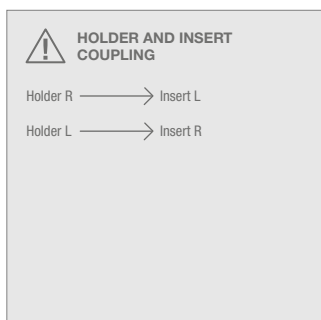 HOLDER AND INSERT
COUPLING
Holder R Insert L
Holder L Insert R